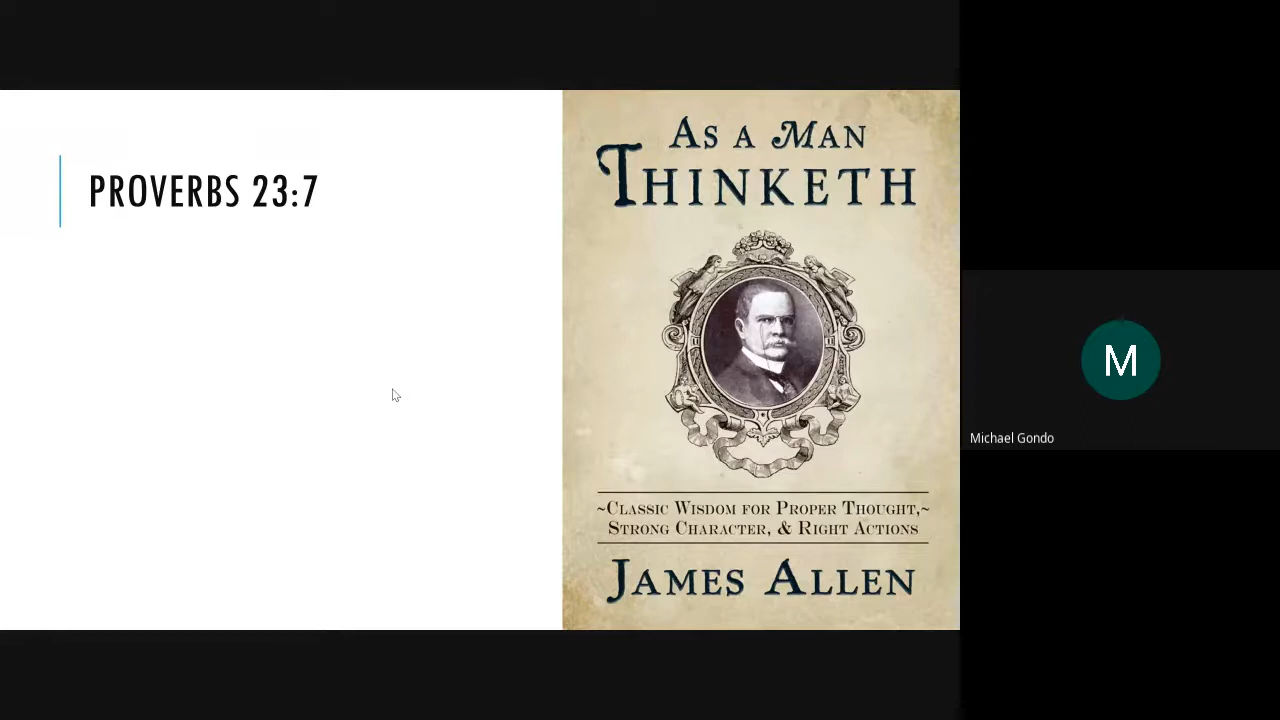 PROVERBS 23:7
As a Man
Thinketh
~Classic Wisdom for Proper Thought,~
Strong Character, & Right Actions
James Allen
M
Michael Gondo